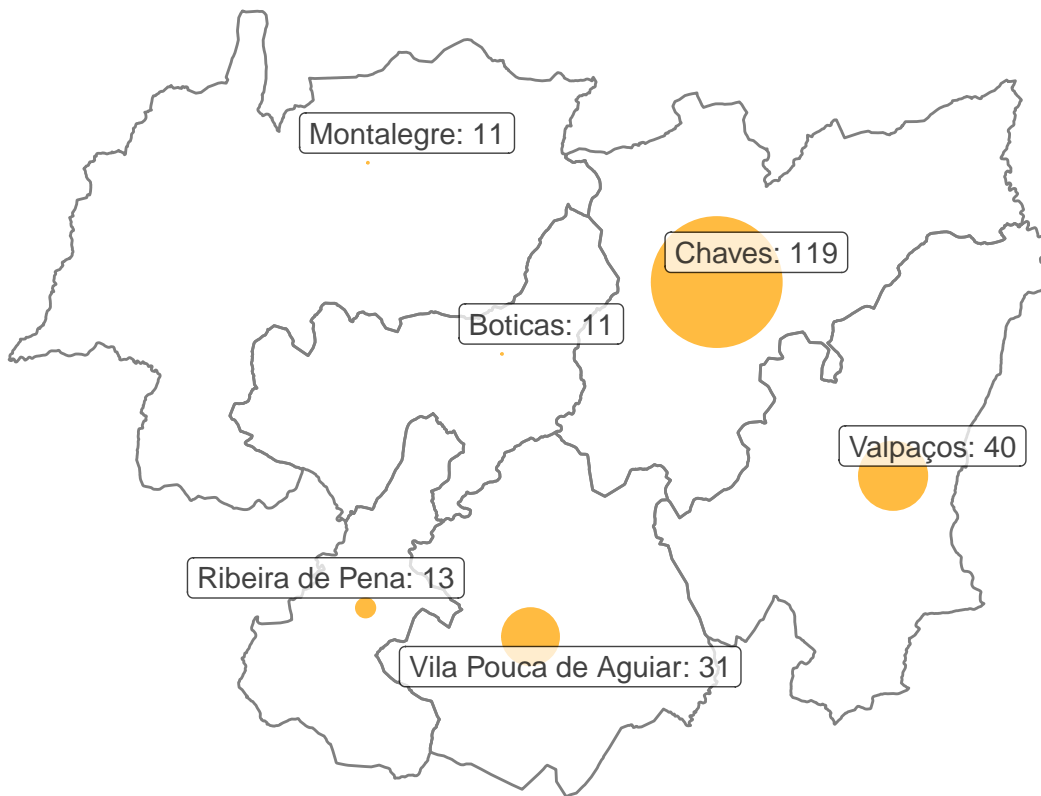 Montalegre: 11
Chaves: 119
Boticas: 11
Valpaços: 40
Ribeira de Pena: 13
Vila Pouca de Aguiar: 31